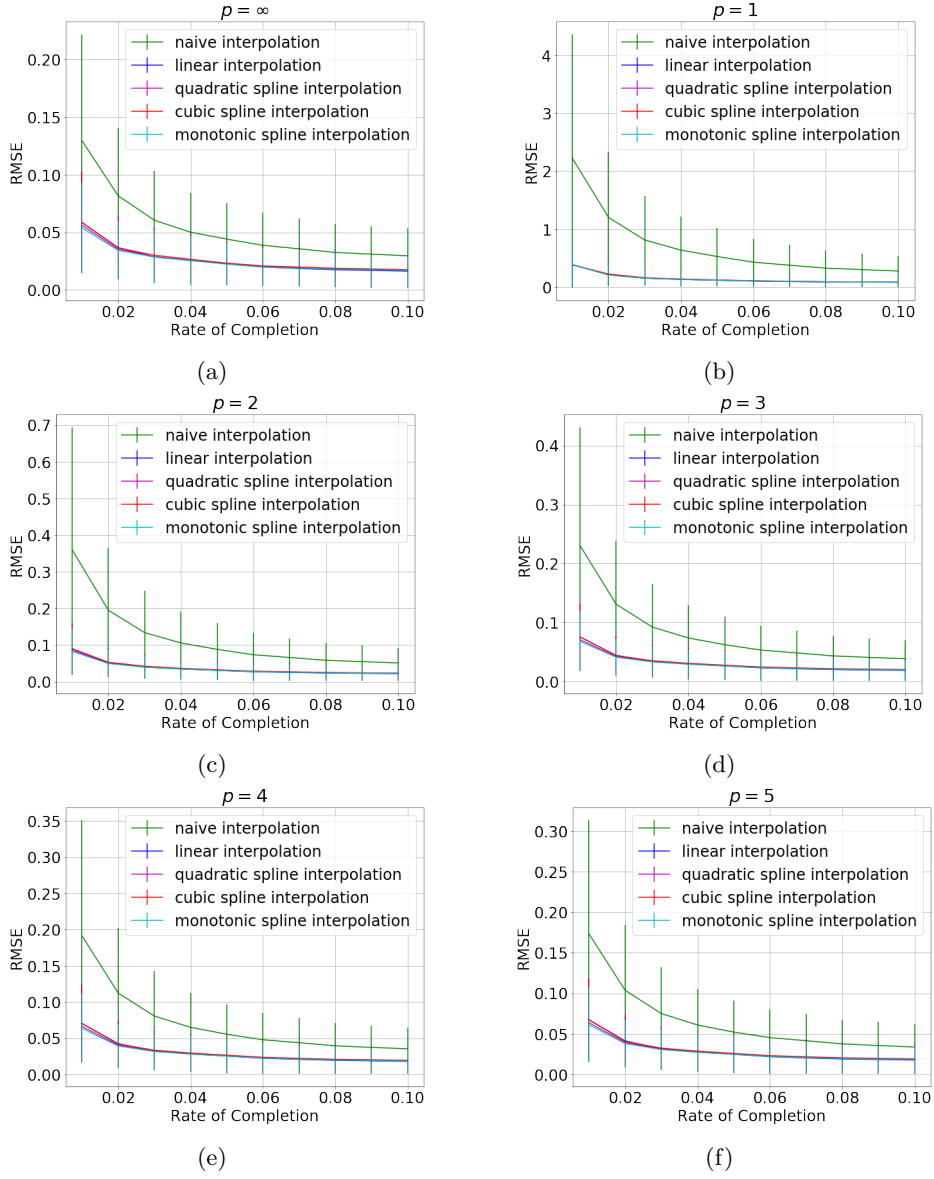 p = ∞
p = 1
RMSE
0.20
0.15
0.10
0.05
0.00
naive interpolation
linear interpolation
quadratic spline interpolation
cubic spline interpolation
monotonic spline interpolation
0.02 0.04 0.06 0.08 0.10
Rate of Completion
(a)
RMSE
4
3
2
1
0
naive interpolation
linear interpolation
quadratic spline interpolation
cubic spline interpolation
monotonic spline interpolation
0.02 0.04 0.06 0.08 0.10
Rate of Completion
(b)
p = 2
RMSE
0.7
0.6
0.5
0.4
0.3
0.2
0.1
0.0
naive interpolation
linear interpolation
quadratic spline interpolation
cubic spline interpolation
monotonic spline interpolation
0.02 0.04 0.06 0.08 0.10
Rate of Completion
(c)
p = 3
RMSE
0.4
0.3
0.2
0.1
0.0
naive interpolation
linear interpolation
quadratic spline interpolation
cubic spline interpolation
monotonic spline interpolation
0.02 0.04 0.06 0.08 0.10
Rate of Completion
(d)
p = 4
RMSE
0.35
0.30
0.25
0.20
0.15
0.10
0.05
0.00
naive interpolation
linear interpolation
quadratic spline interpolation
cubic spline interpolation
monotonic spline interpolation
0.02 0.04 0.06 0.08 0.10
Rate of Completion
(e)
p = 5
RMSE
0.30
0.25
0.20
0.15
0.10
0.05
0.00
naive interpolation
linear interpolation
quadratic spline interpolation
cubic spline interpolation
monotonic spline interpolation
0.02 0.04 0.06 0.08 0.10
Rate of Completion
(f)